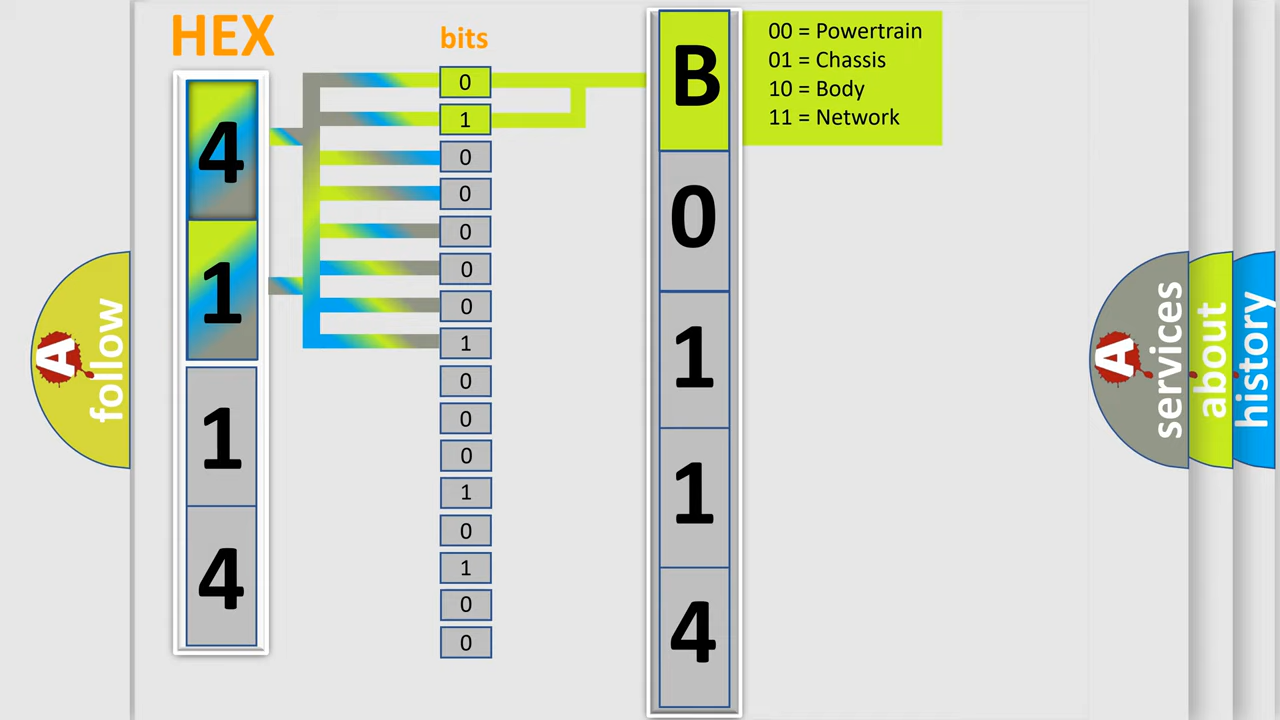 HEX
bits
4
1
1
4
0
1
0
0
0
0
0
1
0
0
0
1
0
1
0
0
B
0
1
1
4
00 = Powertrain
01 = Chassis
10 = Body
11 = Network
A
follow
A
services
about
history